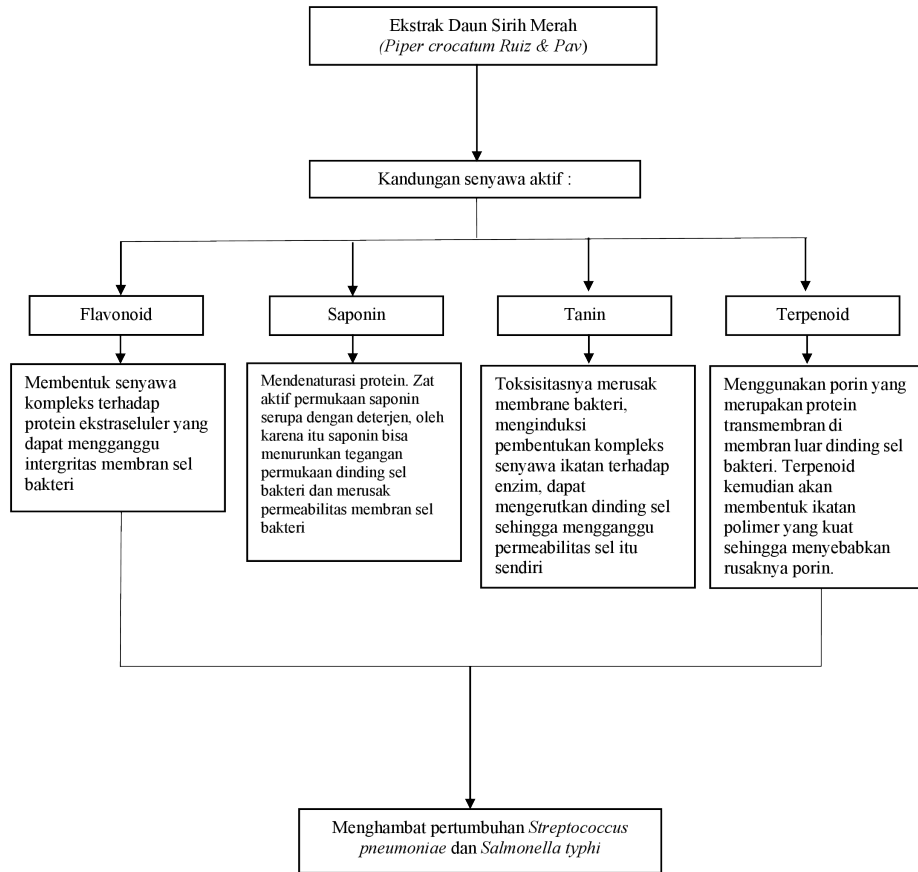 Ekstrak Daun Sirih Merah
(Piper crocatum Ruiz & Pav)
Kandungan senyawa aktif :
Flavonoid
Membentuk senyawa
kompleks terhadap
protein ekstraseluler yang
dapat mengganggu
intergritas membran sel
bakteri
Saponin
Mendenaturasi protein. Zat
aktif permukaan saponin
serupa dengan deterjen, oleh
karena itu saponin bisa
menurunkan tegangan
permukaan dinding sel
bakteri dan merusak
permeabilitas membran sel
bakteri
Tanin
Toksisitasnya merusak
membrane bakteri,
menginduksi
pembentukan kompleks
senyawa ikatan terhadap
enzim, dapat
mengerutkan dinding sel
sehingga mengganggu
permeabilitas sel itu
sendiri
Terpenoid
Menggunakan porin yang
merupakan protein
transmembran di
membran luar dinding sel
bakteri. Terpenoid
kemudian akan
membentuk ikatan
polimer yang kuat
sehingga menyebabkan
rusaknya porin.
Menghambat pertumbuhan Streptococcus
pneumoniae dan Salmonella typhi